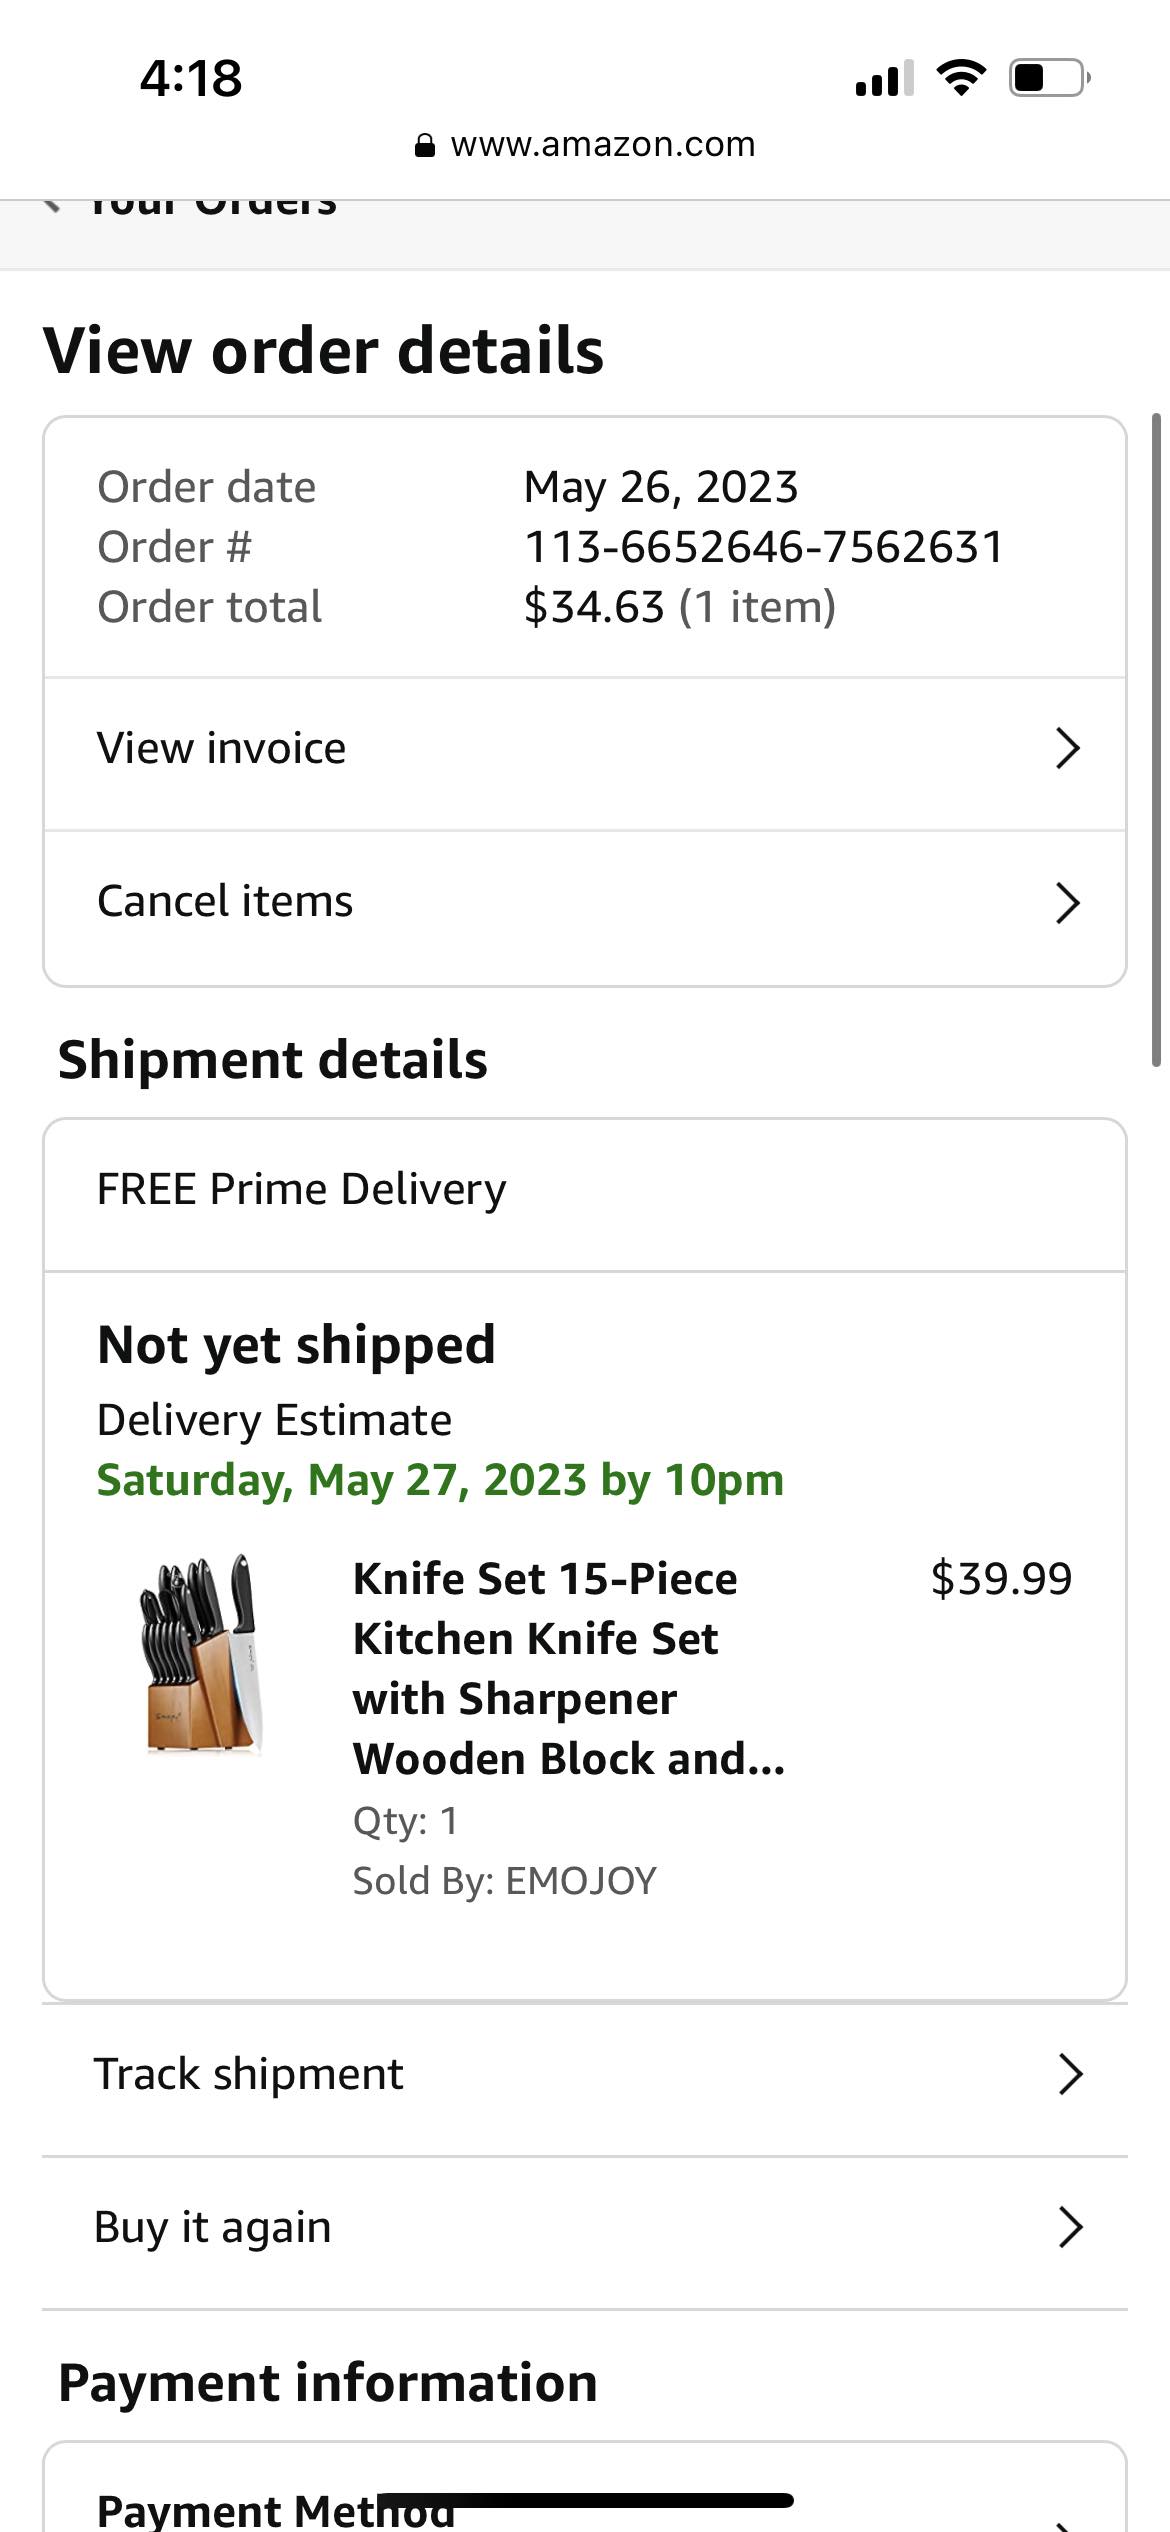 4:18
www.amazon.com
Your Orders
View order details
Order date May 26, 2023
Order # 113-6652646-7562631
Order total $34.63 (1 item)
View invoice
Cancel items
Shipment details
FREE Prime Delivery
Not yet shipped
Delivery Estimate
Saturday, May 27, 2023 by 10pm
Knife Set 15-Piece $39.99
Kitchen Knife Set
with Sharpener
Wooden Block and...
Qty: 1
Sold By: EMOJOY
Track shipment
Buy it again
Payment information
Payment Method